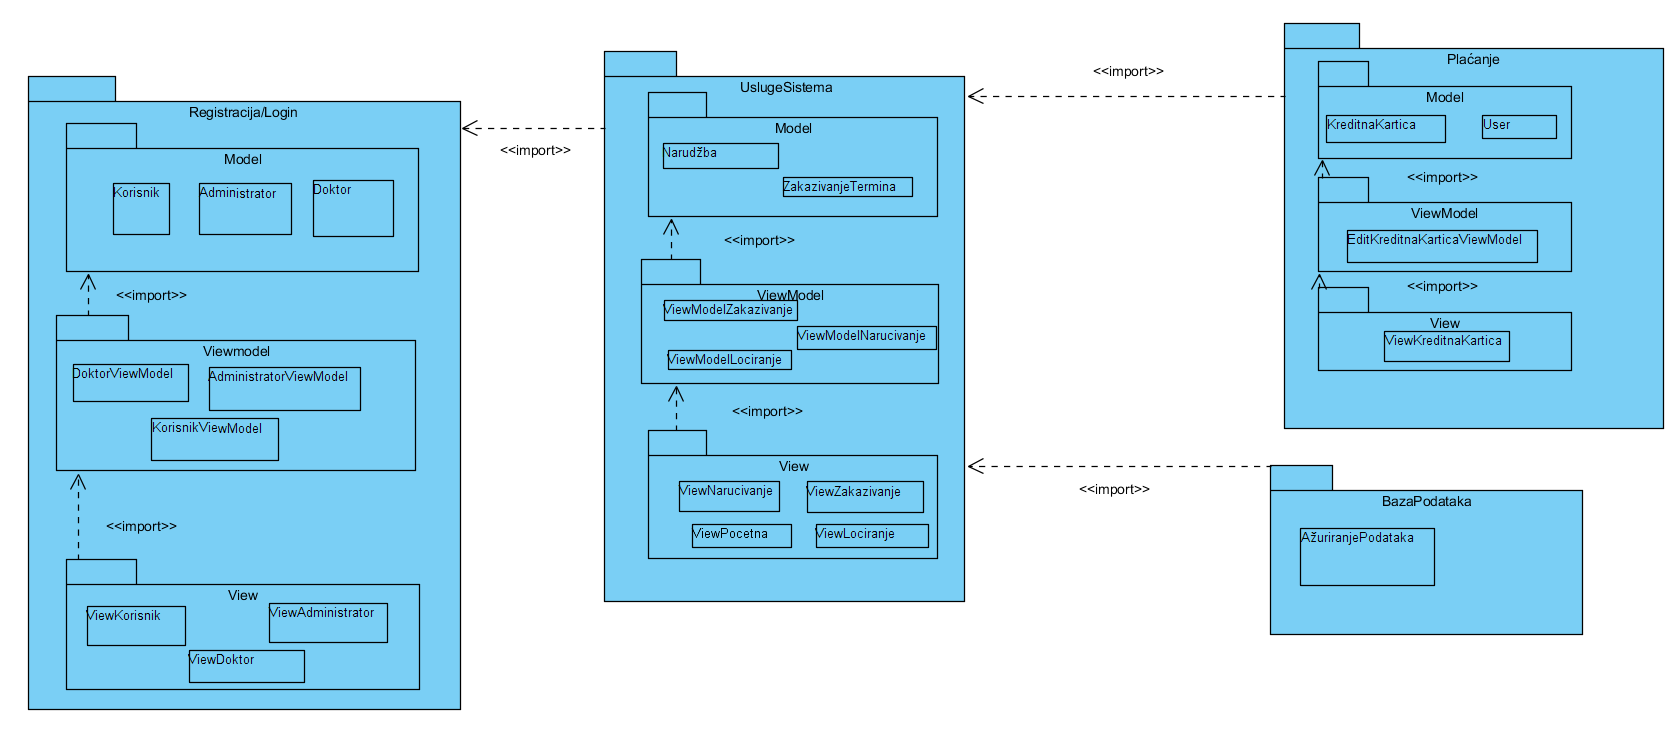 Registracija/Login
Model
Korisnik
Administrator
Doktor
<<import>>
Viewmodel
DoktorViewModel
AdministratorViewModel
KorisnikViewModel
<<import>>
View
ViewKorisnik
ViewAdministrator
ViewDoktor
<<import>>
UslugeSistema
Model
Narudžba
ZakazivanjeTermina
<<import>>
ViewModel
ViewModelZakazivanje
ViewModelNarucivanje
ViewModelLociranje
<<import>>
View
ViewNarucivanje
ViewZakazivanje
ViewPocetna
ViewLociranje
<<import>>
Plaćanje
Model
KreditnaKartica
User
<<import>>
ViewModel
EditKreditnaKarticaViewModel
<<import>>
View
ViewKreditnaKartica
<<import>>
BazaPodataka
AžuriranjePodataka